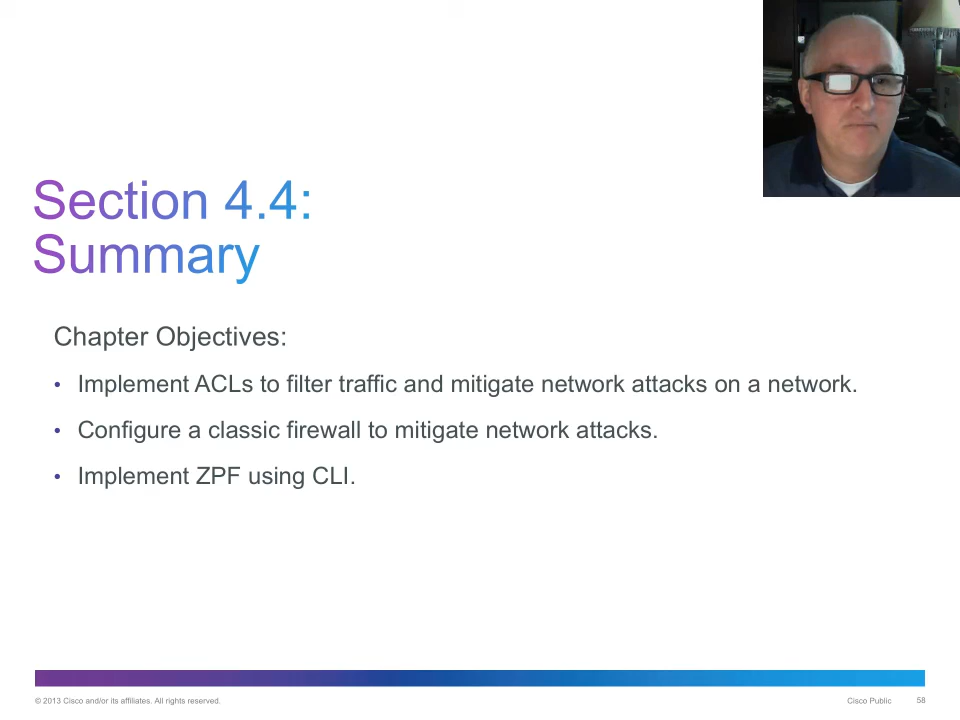 Section 4.4:
Summary
Chapter Objectives:
• Implement ACLs to filter traffic and mitigate network attacks on a network.
• Configure a classic firewall to mitigate network attacks.
• Implement ZPF using CLI.
© 2013 Cisco and/or its affiliates. All rights reserved.
Cisco Public
58